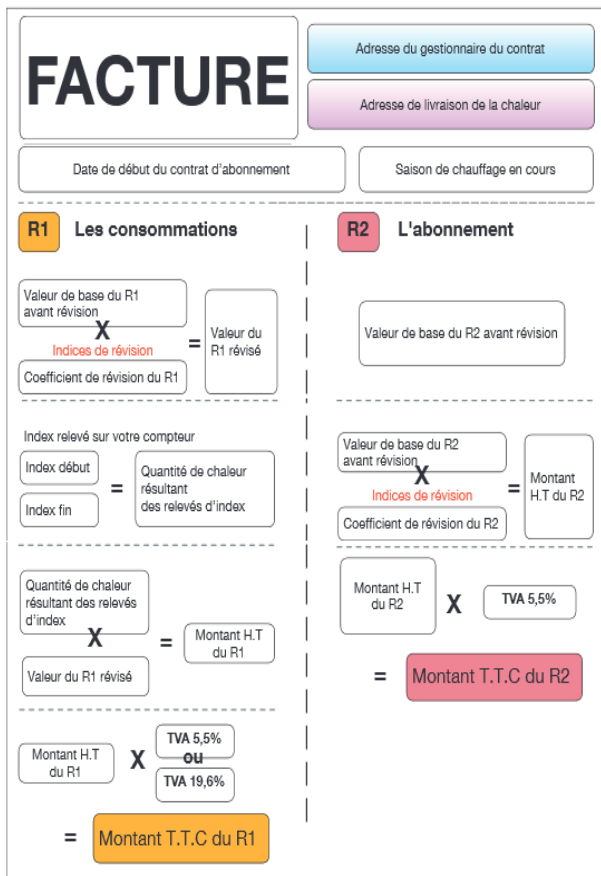 FACTURE
Adresse du gestionnaire du contrat
Adresse de livraison de la chaleur
Date de début du contrat d'abonnement
Saison de chauffage en cours
R1 Les consommations
Valeur de base du R1
avant révision
X
Indices de révision
Coefficient de révision du R1
=
Valeur du
R1 révisé
Index relevé sur votre compteur
Index début
Index fin
=
Quantité de chaleur
résultant
des relevés d'index
Quantité de chaleur
résultant des relevés
d'index
X
Valeur du R1 révisé
=
Montant H.T
du R1
Montant H.T
du R1
X
TVA 5,5%
ou
TVA 19,6%
=
Montant T.T.C du R1
R2 L'abonnement
Valeur de base du R2 avant révision
Valeur de base du R2
avant révision
X
Indices de révision
Coefficient de révision du R2
=
Montant
H.T du R2
Montant H.T
du R2
X
TVA 5,5%
=
Montant T.T.C du R2